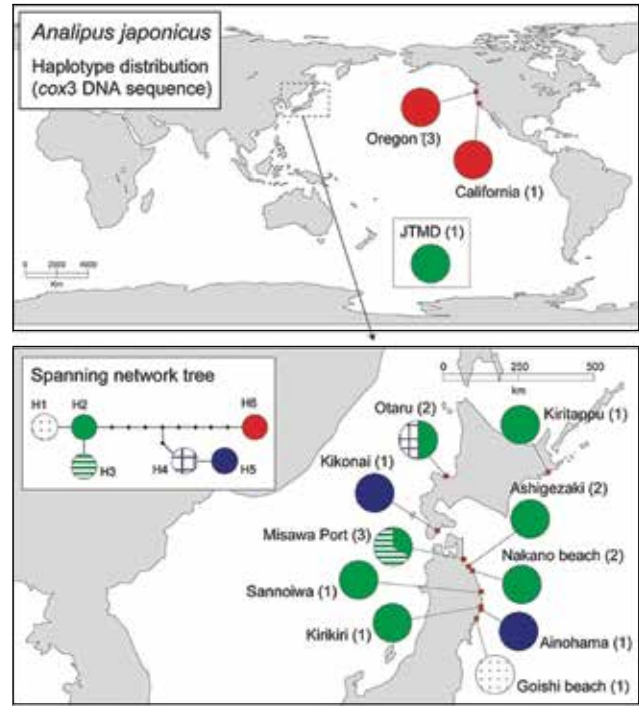 Analipus japonicus
Haplotype distribution
(cox3 DNA sequence)
Oregon (3)
California (1)
JTMD (1)
0 2000 4000
Km
Spanning network tree
H1 H2 H6
H3 H4 H5
0 250 500
km
Otaru (2)
Kiritappu (1)
Kikonai (1)
Ashigezaki (2)
Misawa Port (3)
Nakano beach (2)
Sannoiwa (1)
Kirikiri (1)
Ainohama (1)
Goishi beach (1)